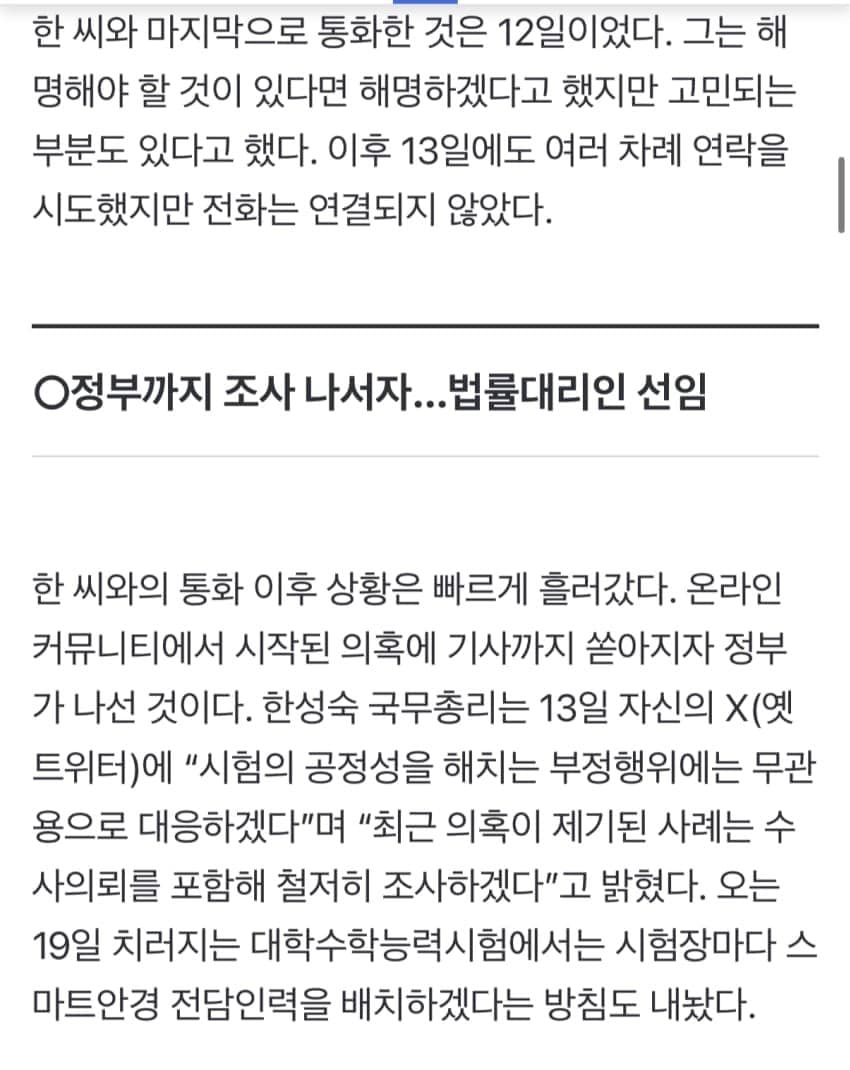 한 씨와 마지막으로 통화한 것은 12일이었다. 그는 해
명해야 할 것이 있다면 해명하겠다고 했지만 고민되는
부분도 있다고 했다. 이후 13일에도 여러 차례 연락을
시도했지만 전화는 연결되지 않았다.
○정부까지 조사 나서자...법률대리인 선임
한 씨와의 통화 이후 상황은 빠르게 흘러갔다. 온라인
커뮤니티에서 시작된 의혹에 기사까지 쏟아지자 정부
가 나선 것이다. 한성숙 국무총리는 13일 자신의 X(옛
트위터)에 “시험의 공정성을 해치는 부정행위에는 무관
용으로 대응하겠다”며 “최근 의혹이 제기된 사례는 수
사의뢰를 포함해 철저히 조사하겠다”고 밝혔다. 오는
19일 치러지는 대학수학능력시험에서는 시험장마다 스
마트안경 전담인력을 배치하겠다는 방침도 내놨다.